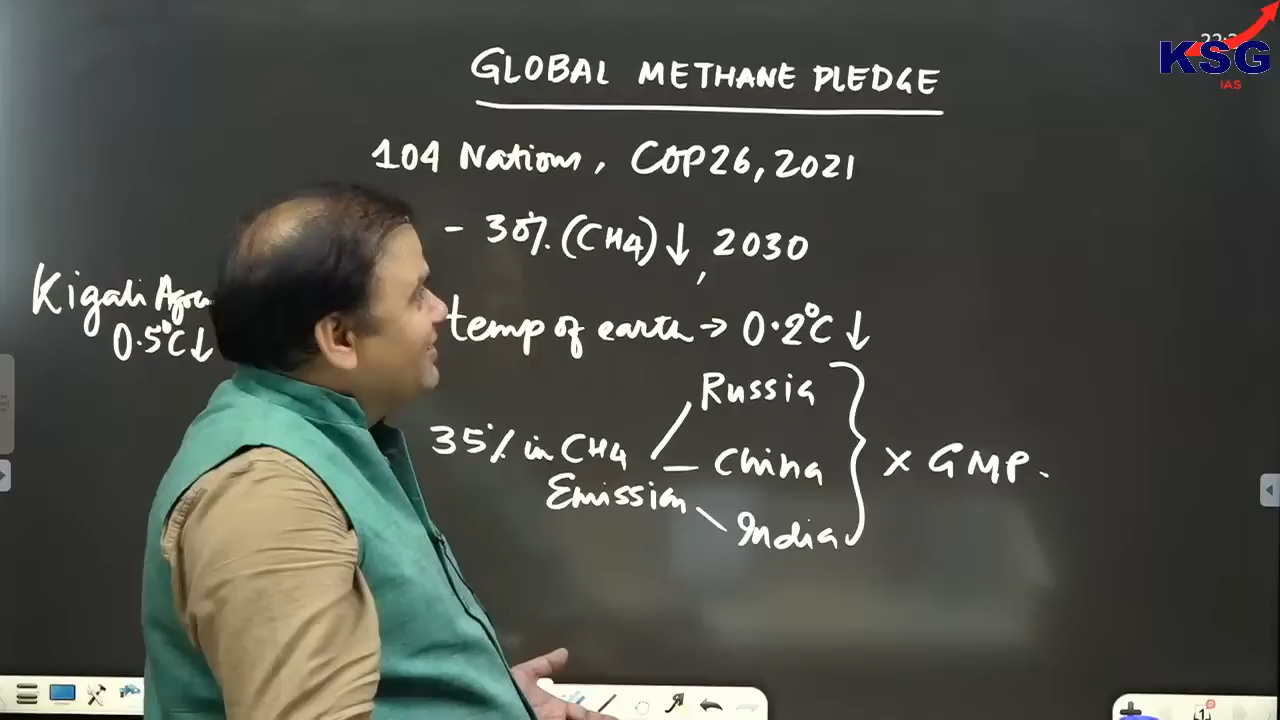 KSG
IAS
GLOBAL METHANE PLEDGE
104 Nations, COP26, 2021
- 30% (CH4) ↓, 2030
Kigali
0.5°C↓
temp of earth → 0.2°C ↓
35% in CH4
Emission
Russia
China
India
× GMP.